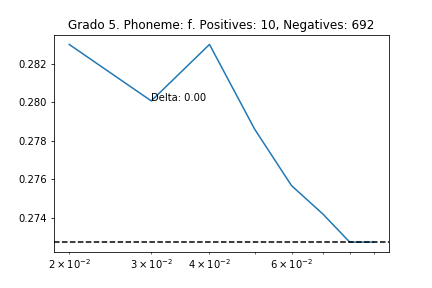 Grado 5. Phoneme: f. Positives: 10, Negatives: 692
0.282
0.280
0.278
0.276
0.274
Delta: 0.00
2 × 10⁻² 3 × 10⁻² 4 × 10⁻² 6 × 10⁻²